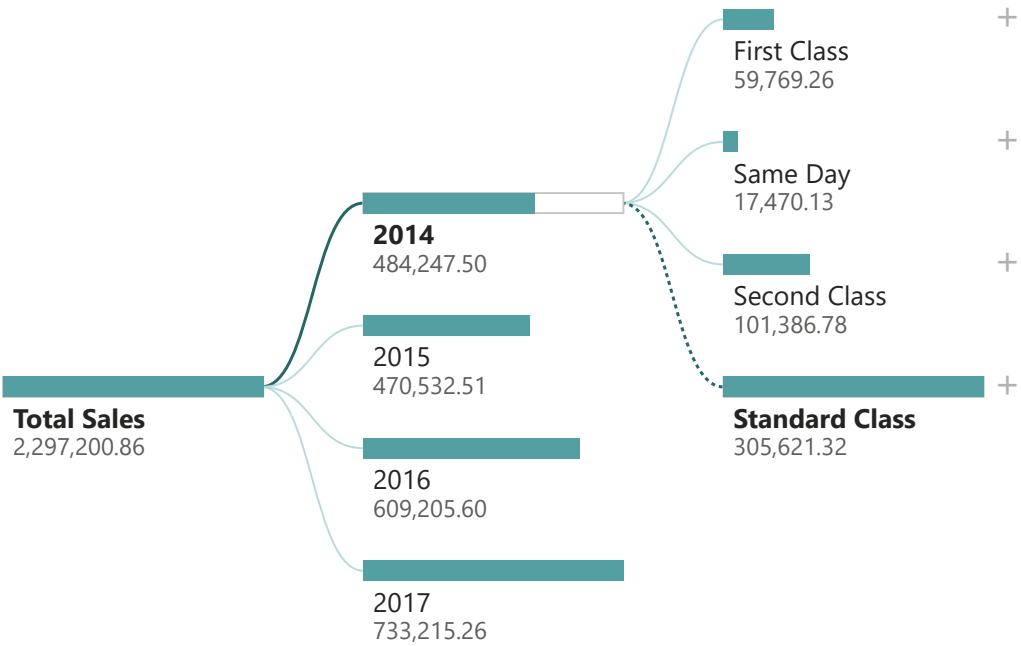 Total Sales
2,297,200.86
2014
484,247.50
2015
470,532.51
2016
609,205.60
2017
733,215.26
First Class
59,769.26
Same Day
17,470.13
Second Class
101,386.78
Standard Class
305,621.32